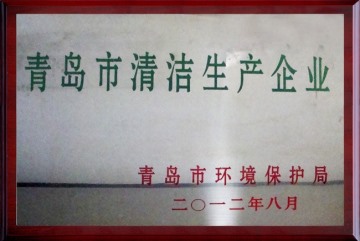 青岛市清洁生产企业
青岛市环境保护局
二〇一二年八月